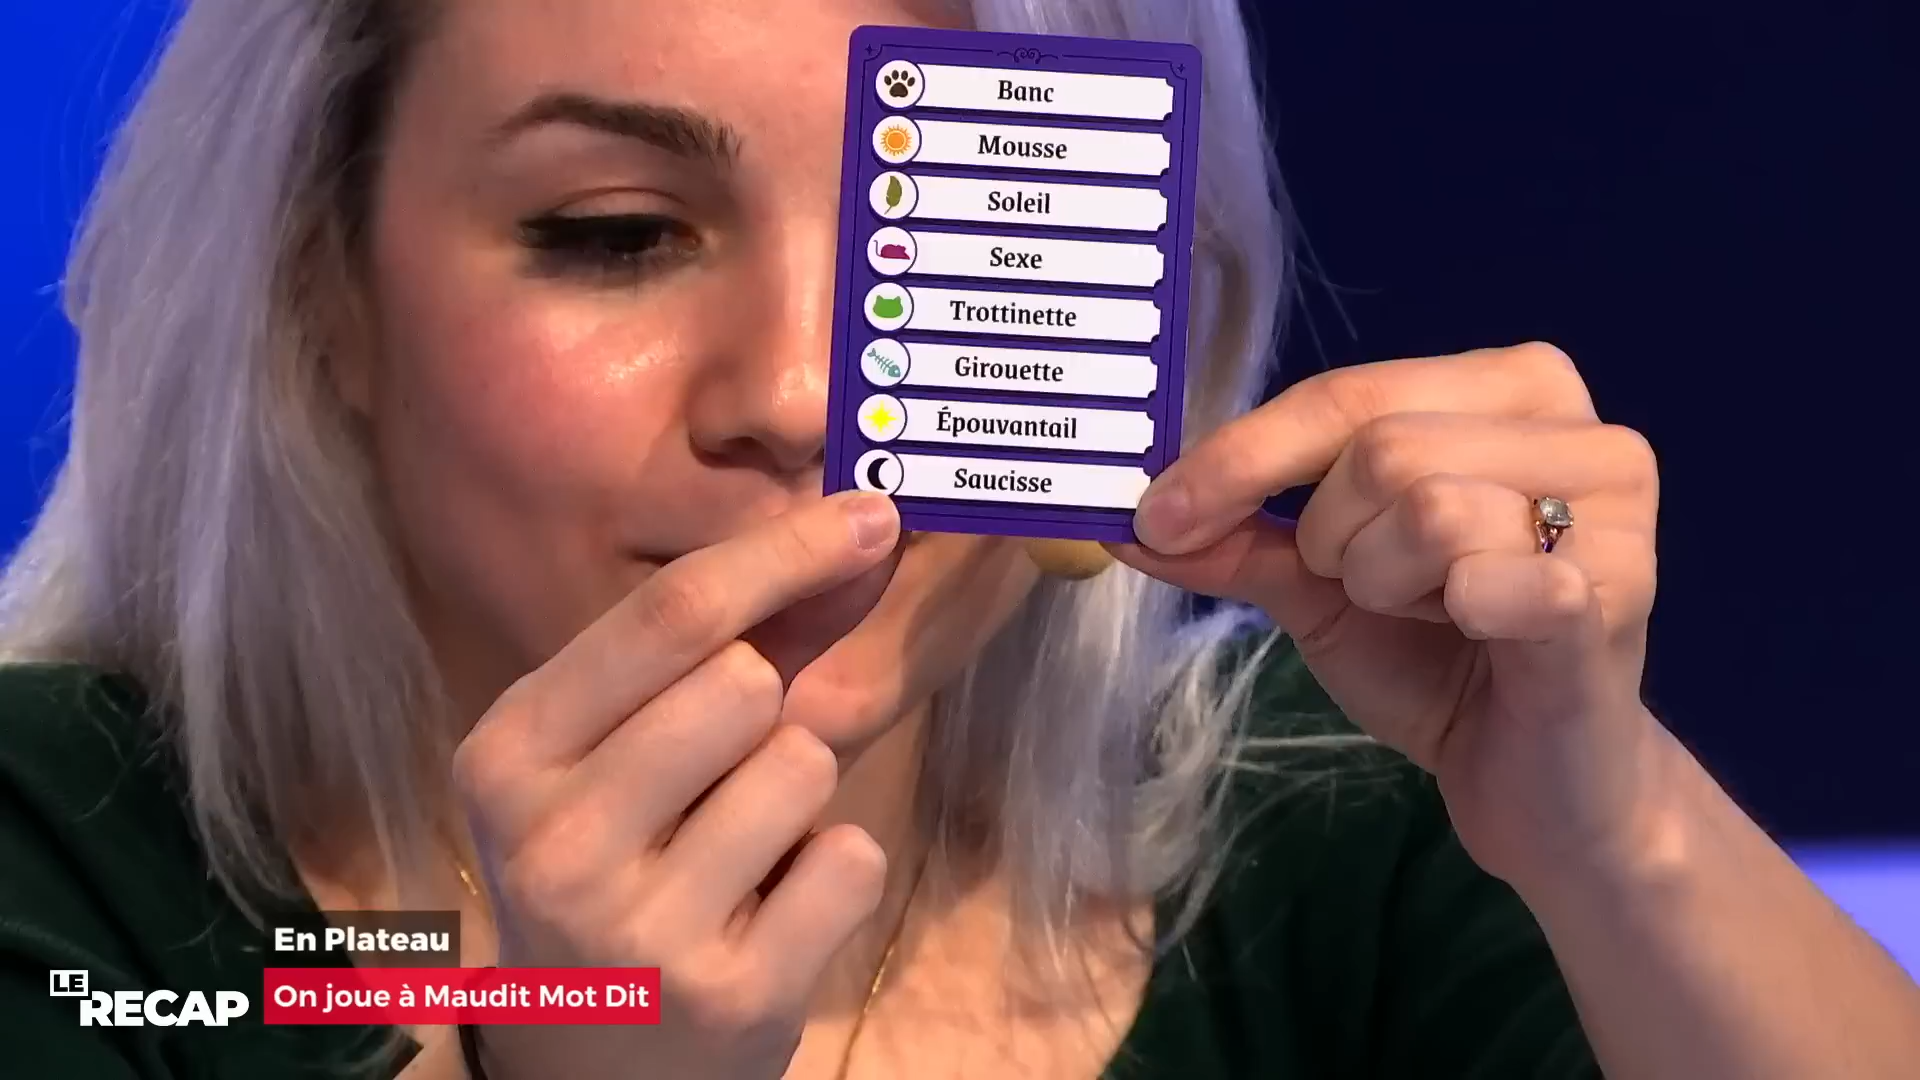 Banc
Mousse
Soleil
Sexe
Trottinette
Girouette
Épouvantail
Saucisse
En Plateau
LE
RECAP
On joue à Maudit Mot Dit